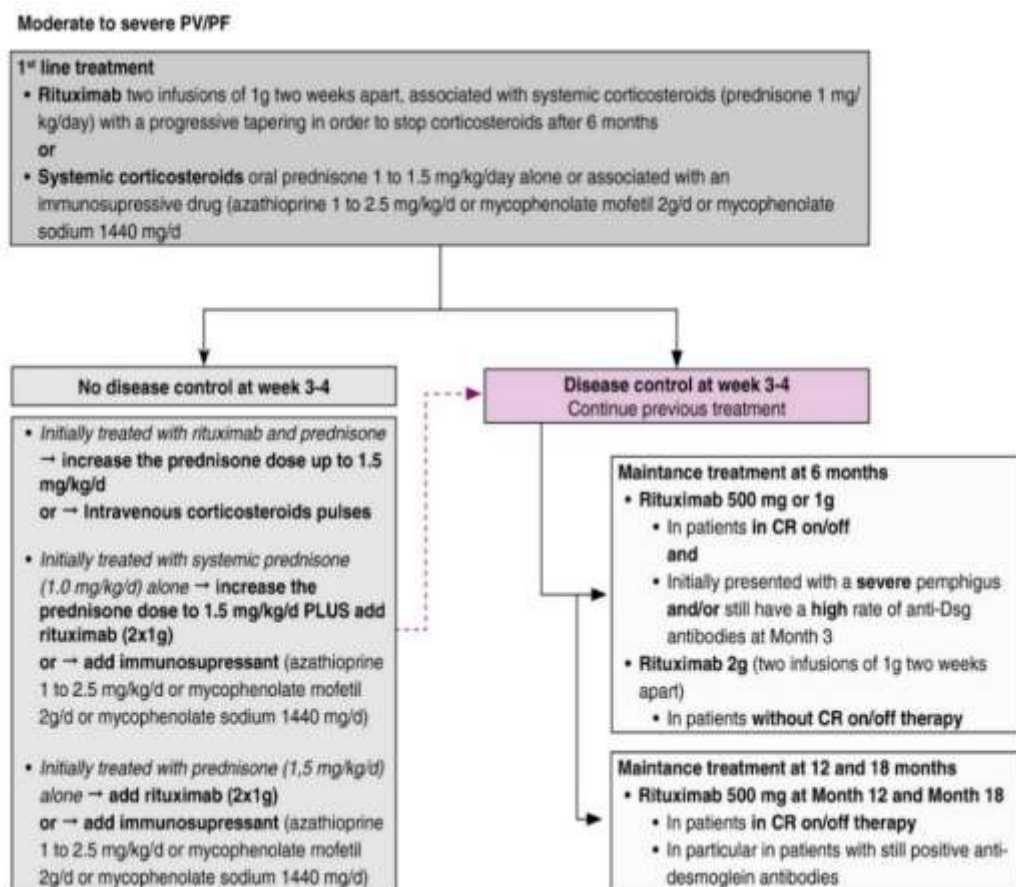 Moderate to severe PV/PF
1st line treatment
• Rituximab two infusions of 1g two weeks apart, associated with systemic corticosteroids (prednisone 1 mg/
kg/day) with a progressive tapering in order to stop corticosteroids after 6 months
or
• Systemic corticosteroids oral prednisone 1 to 1.5 mg/kg/day alone or associated with an
immunosupressive drug (azathioprine 1 to 2.5 mg/kg/d or mycophenolate mofetil 2g/d or mycophenolate
sodium 1440 mg/d
No disease control at week 3-4
• Initially treated with rituximab and prednisone
→ increase the prednisone dose up to 1.5
mg/kg/d
or → Intravenous corticosteroids pulses
• Initially treated with systemic prednisone
(1.0 mg/kg/d) alone → increase the
prednisone dose to 1.5 mg/kg/d PLUS add
rituximab (2x1g)
or → add immunosupressant (azathioprine
1 to 2.5 mg/kg/d or mycophenolate mofetil
2g/d or mycophenolate sodium 1440 mg/d)
• Initially treated with prednisone (1,5 mg/kg/d)
alone → add rituximab (2x1g)
or → add immunosupressant (azathioprine
1 to 2.5 mg/kg/d or mycophenolate mofetil
2g/d or mycophenolate sodium 1440 mg/d)
Disease control at week 3-4
Continue previous treatment
Maintance treatment at 6 months
• Rituximab 500 mg or 1g
• In patients in CR on/off
and
• Initially presented with a severe pemphigus
and/or still have a high rate of anti-Dsg
antibodies at Month 3
• Rituximab 2g (two infusions of 1g two weeks
apart)
• In patients without CR on/off therapy
Maintance treatment at 12 and 18 months
• Rituximab 500 mg at Month 12 and Month 18
• In patients in CR on/off therapy
• In particular in patients with still positive anti-
desmoglein antibodies